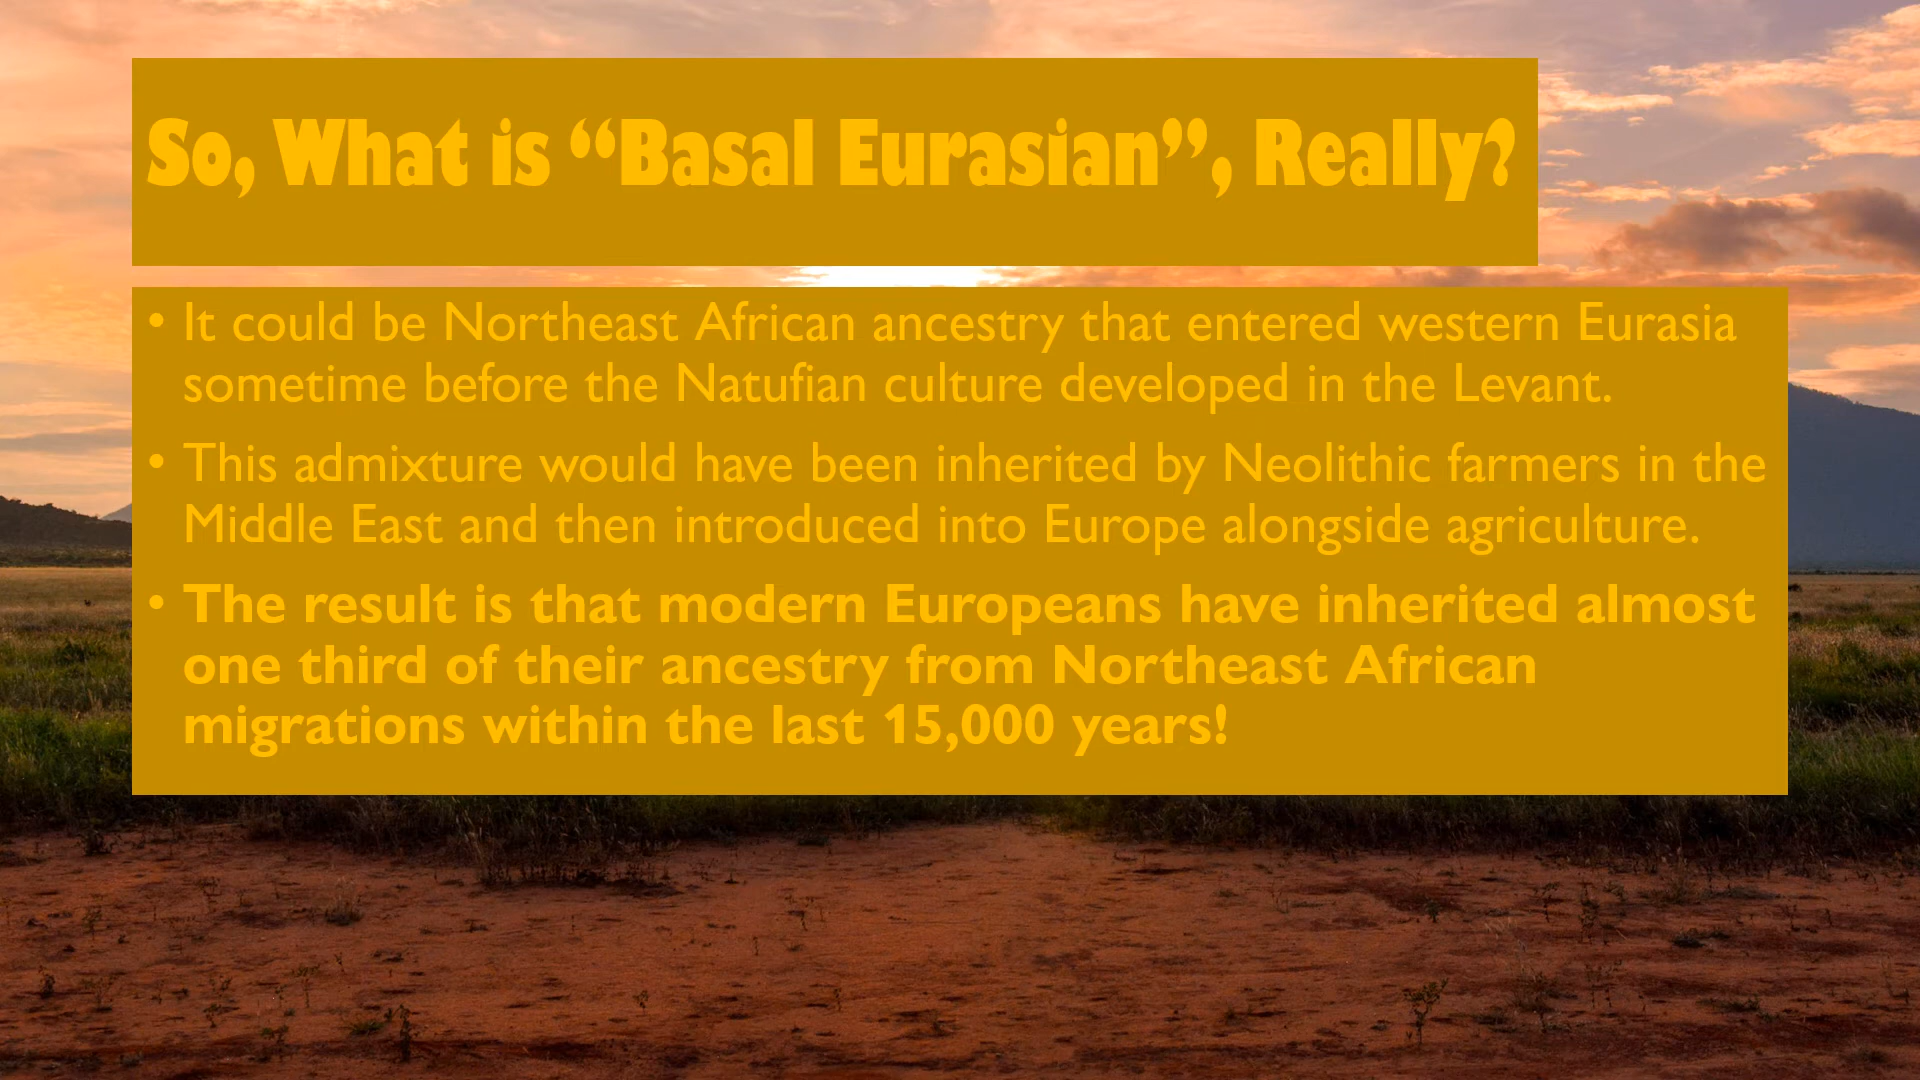 So, What is “Basal Eurasian”, Really?
• It could be Northeast African ancestry that entered western Eurasia
sometime before the Natufian culture developed in the Levant.
• This admixture would have been inherited by Neolithic farmers in the
Middle East and then introduced into Europe alongside agriculture.
• The result is that modern Europeans have inherited almost
one third of their ancestry from Northeast African
migrations within the last 15,000 years!